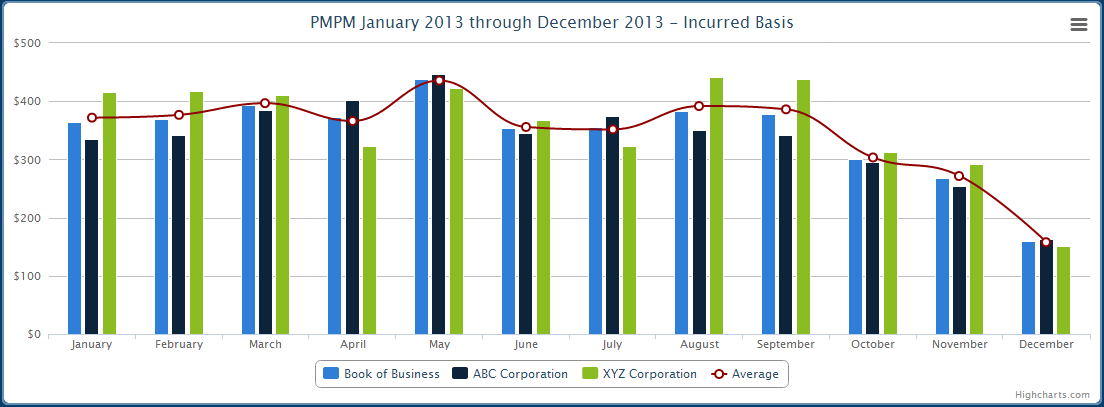 PMPM January 2013 through December 2013 - Incurred Basis
$500
$400
$300
$200
$100
$0
January February March April May June July August September October November December
Book of Business ABC Corporation XYZ Corporation Average
Highcharts.com